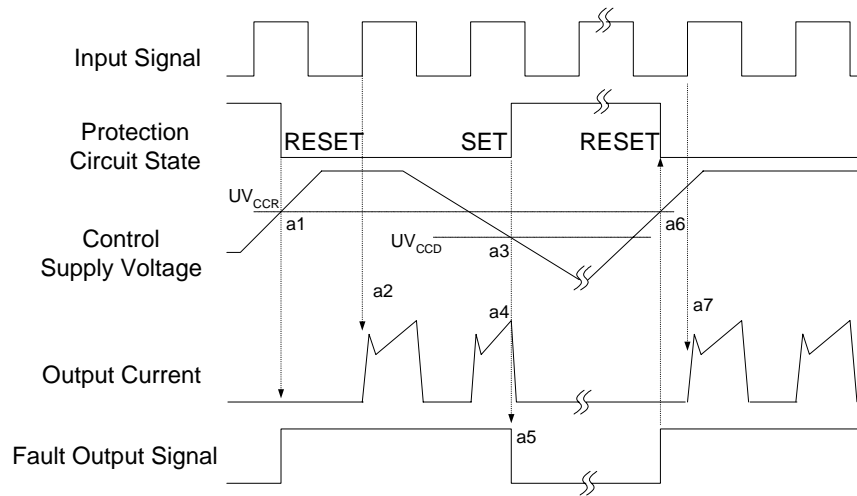 Input Signal
Protection
Circuit State
RESET
SET
RESET
UVCCR
a1
a6
Control
Supply Voltage
UVCCD
a3
a2
a4
a7
Output Current
a5
Fault Output Signal